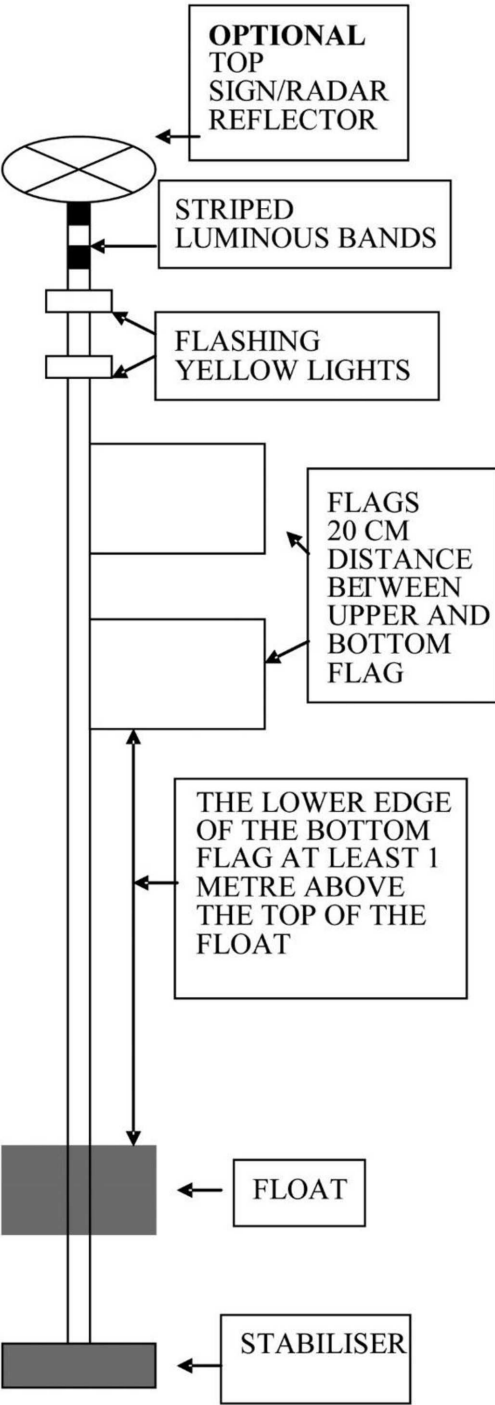 OPTIONAL
TOP
SIGN/RADAR
REFLECTOR
STRIPED
LUMINOUS BANDS
FLASHING
YELLOW LIGHTS
FLAGS
20 CM
DISTANCE
BETWEEN
UPPER AND
BOTTOM
FLAG
THE LOWER EDGE
OF THE BOTTOM
FLAG AT LEAST 1
METRE ABOVE
THE TOP OF THE
FLOAT
FLOAT
STABILISER